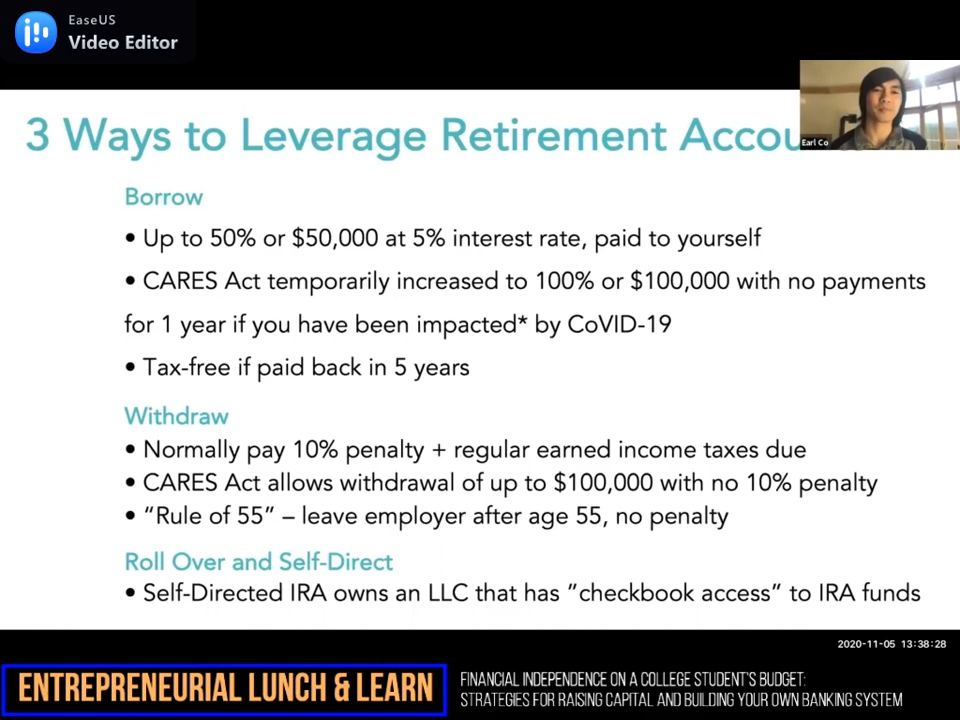 EaseUS
Video Editor
3 Ways to Leverage Retirement
Earl Co
Borrow
• Up to 50% or $50,000 at 5% interest rate, paid to yourself
• CARES Act temporarily increased to 100% or $100,000 with no payments
for 1 year if you have been impacted* by CoVID-19
• Tax-free if paid back in 5 years
Withdraw
• Normally pay 10% penalty + regular earned income taxes due
• CARES Act allows withdrawal of up to $100,000 with no 10% penalty
• “Rule of 55” – leave employer after age 55, no penalty
Roll Over and Self-Direct
• Self-Directed IRA owns an LLC that has “checkbook access” to IRA funds
2020-11-05 13:38:28
ENTREPRENEURIAL LUNCH & LEARN
FINANCIAL INDEPENDENCE ON A COLLEGE STUDENT'S BUDGET:
STRATEGIES FOR RAISING CAPITAL AND BUILDING YOUR OWN BANKING SYSTEM